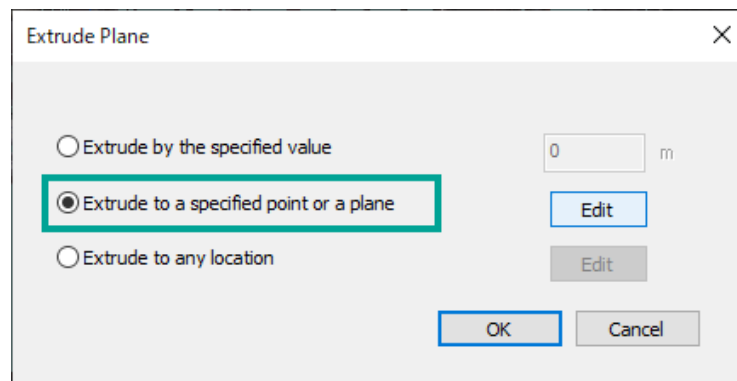 Extrude Plane
Extrude by the specified value 0 m
Extrude to a specified point or a plane Edit
Extrude to any location Edit
OK Cancel